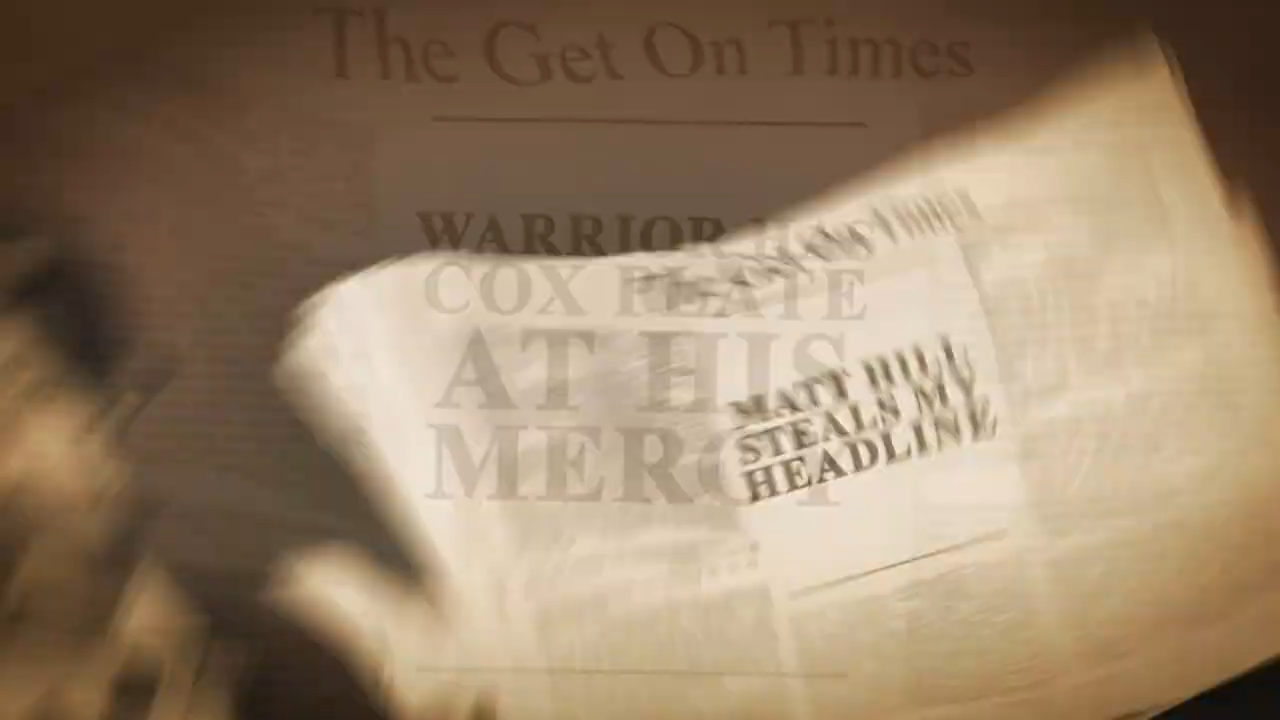 The Get On Times
WARRIOR
COX PLATE
AT HIS
MERCY
MATT HILL
STEALS MY
HEADLINE